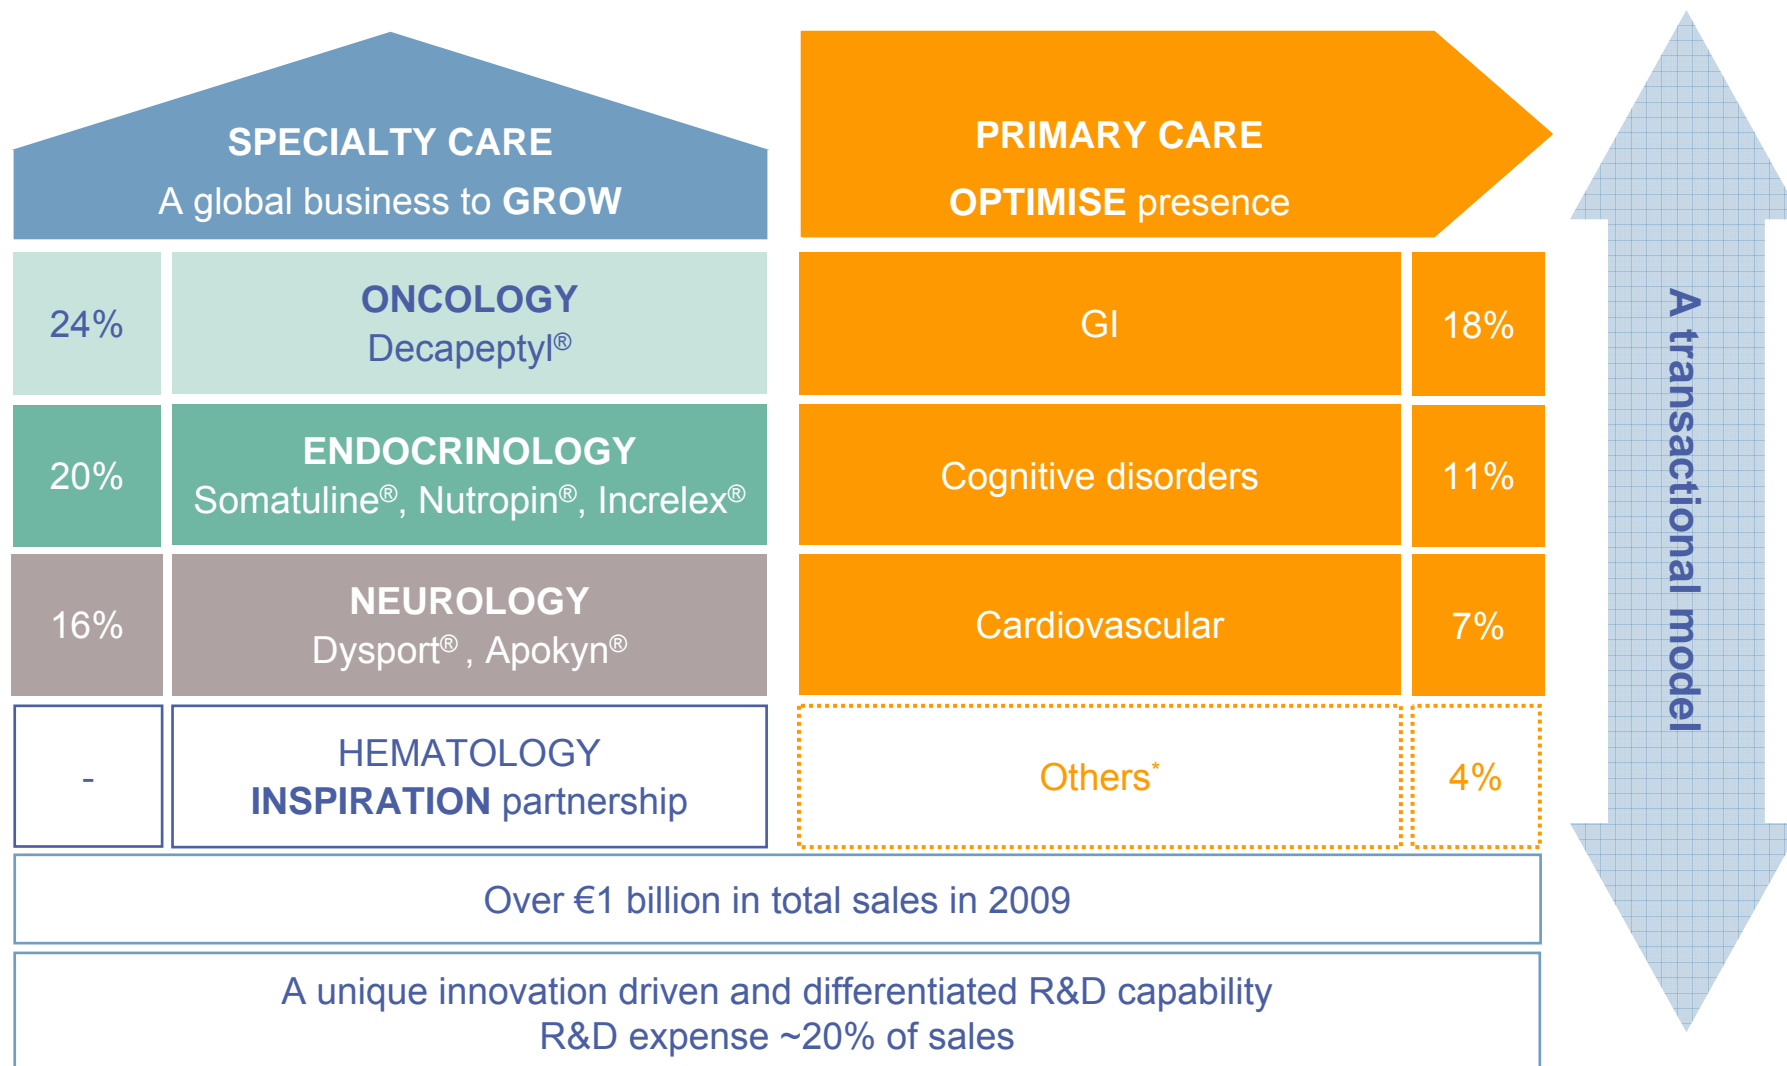 SPECIALTY CARE
A global business to GROW
PRIMARY CARE
OPTIMISE presence
24%
ONCOLOGY
Decapeptyl®
GI
18%
20%
ENDOCRINOLOGY
Somatuline®, Nutropin®, Increlex®
Cognitive disorders
11%
16%
NEUROLOGY
Dysport® , Apokyn®
Cardiovascular
7%
-
HEMATOLOGY
INSPIRATION partnership
Others*
4%
Over €1 billion in total sales in 2009
A unique innovation driven and differentiated R&D capability
R&D expense ~20% of sales
A transactional model